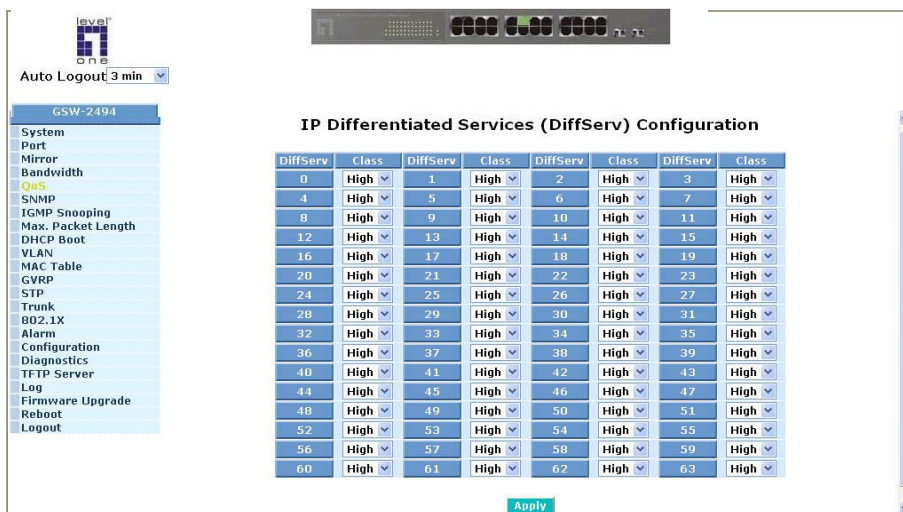 level
one
Auto Logout 3 min
GSW-2494
System
Port
Mirror
Bandwidth
QoS
SNMP
IGMP Snooping
Max. Packet Length
DHCP Boot
VLAN
MAC Table
GVRP
STP
Trunk
802.1X
Alarm
Configuration
Diagnostics
TFTP Server
Log
Firmware Upgrade
Reboot
Logout
IP Differentiated Services (DiffServ) Configuration
DiffServ Class DiffServ Class DiffServ Class DiffServ Class
0 High 1 High 2 High 3 High
4 High 5 High 6 High 7 High
8 High 9 High 10 High 11 High
12 High 13 High 14 High 15 High
16 High 17 High 18 High 19 High
20 High 21 High 22 High 23 High
24 High 25 High 26 High 27 High
28 High 29 High 30 High 31 High
32 High 33 High 34 High 35 High
36 High 37 High 38 High 39 High
40 High 41 High 42 High 43 High
44 High 45 High 46 High 47 High
48 High 49 High 50 High 51 High
52 High 53 High 54 High 55 High
56 High 57 High 58 High 59 High
60 High 61 High 62 High 63 High
Apply